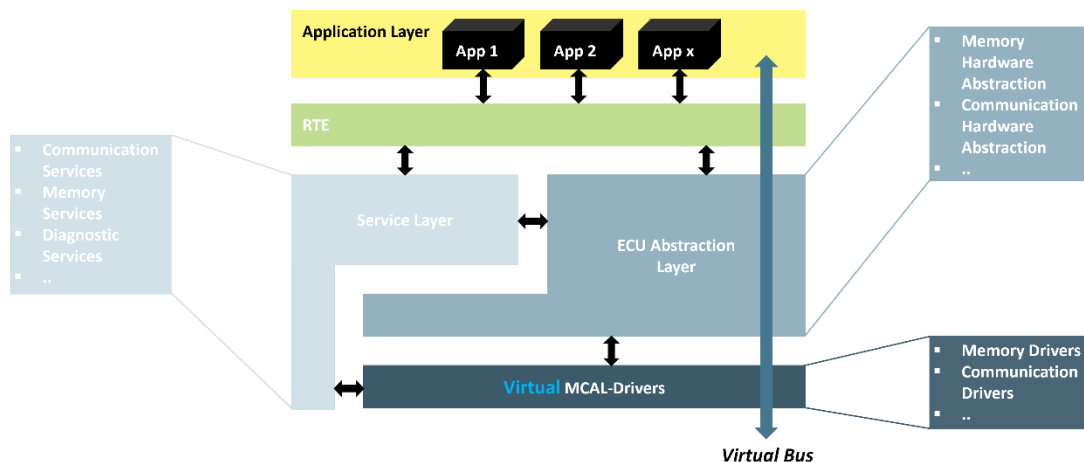 Application Layer
App 1
App 2
App x
RTE
▪ Communication
Services
▪ Memory
Services
▪ Diagnostic
Services
▪ ..
Service Layer
ECU Abstraction
Layer
▪ Memory
Hardware
Abstraction
▪ Communication
Hardware
Abstraction
▪ ..
Virtual MCAL-Drivers
▪ Memory Drivers
▪ Communication
Drivers
▪ ..
Virtual Bus